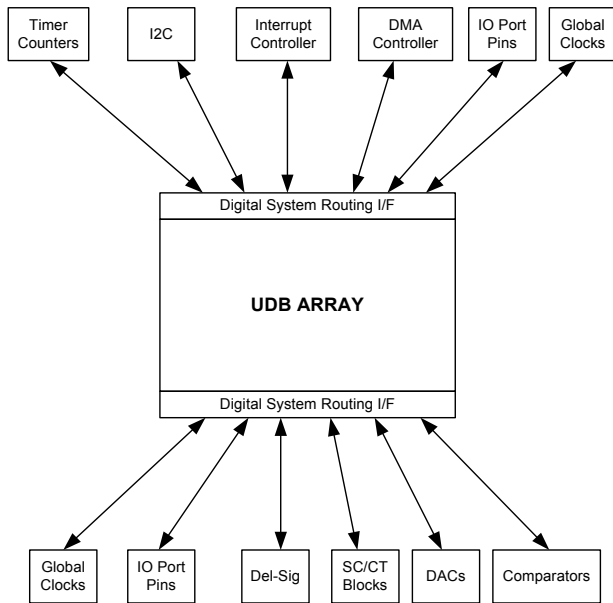 Timer
Counters
I2C
Interrupt
Controller
DMA
Controller
IO Port
Pins
Global
Clocks
Digital System Routing I/F
UDB ARRAY
Digital System Routing I/F
Global
Clocks
IO Port
Pins
Del-Sig
SC/CT
Blocks
DACs
Comparators